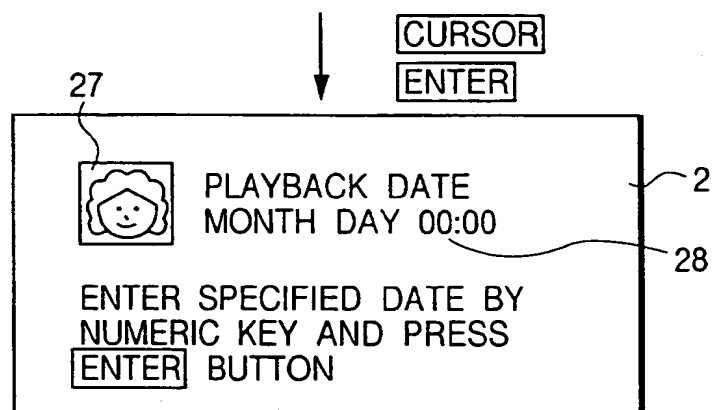 CURSOR
ENTER
27
PLAYBACK DATE
2
MONTH DAY 00:00
28
ENTER SPECIFIED DATE BY
NUMERIC KEY AND PRESS
ENTER BUTTON